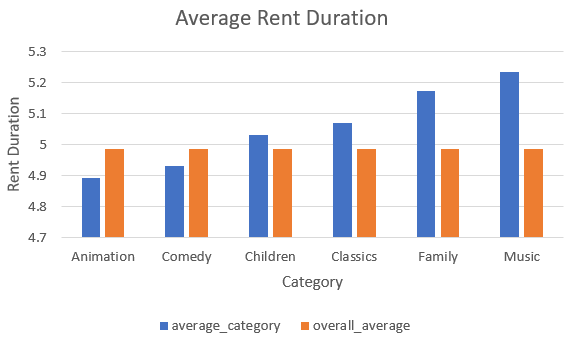 Average Rent Duration
5.3
5.2
5.1
5
4.9
4.8
4.7
Rent Duration
Animation Comedy Children Classics Family Music
Category
average_category overall_average